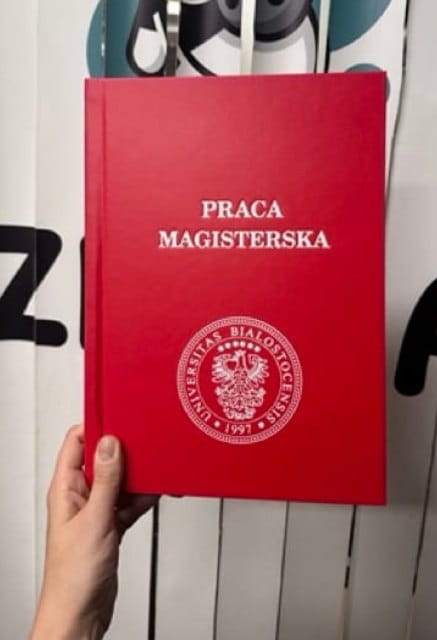 PRACA
MAGISTERSKA
UNIVERSITAS BIALOSTOCENSIS
• 1997 •